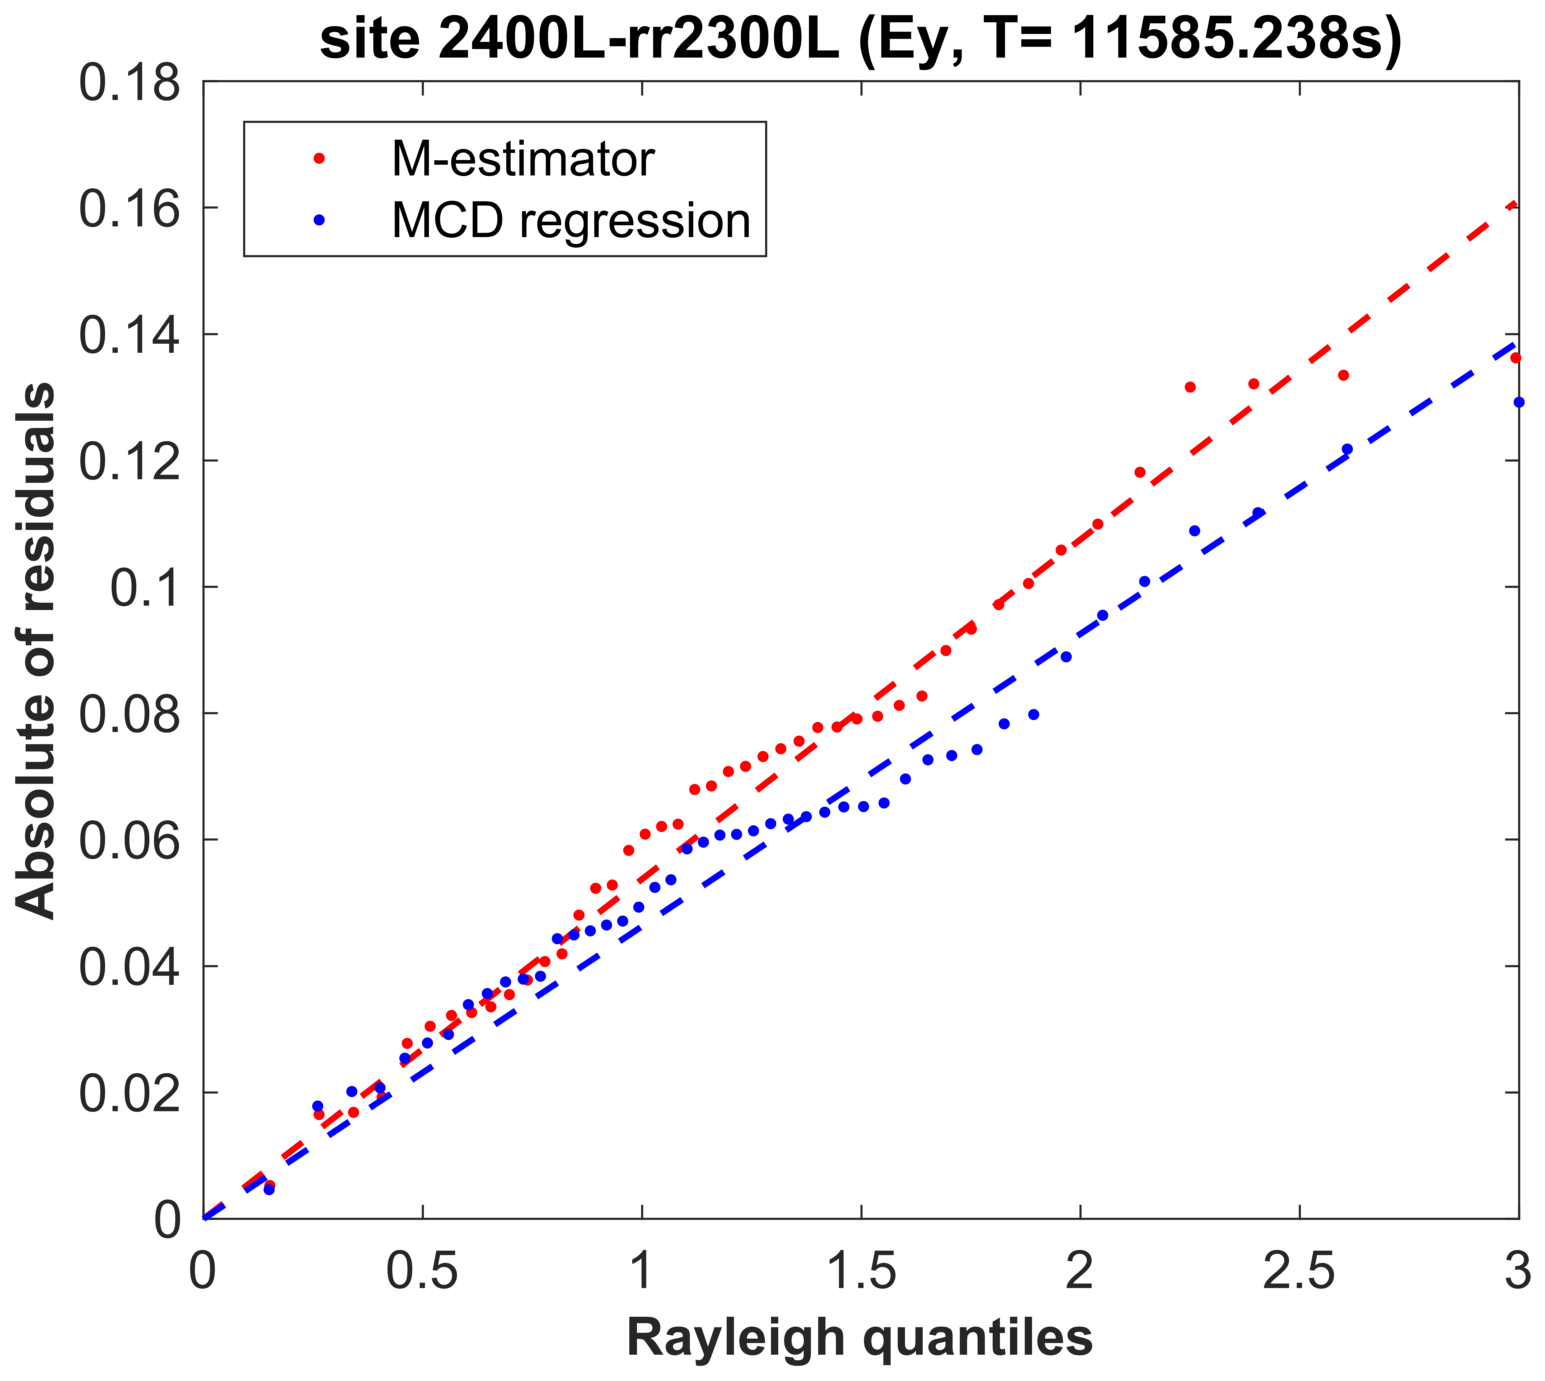 site 2400L-rr2300L (Ey, T= 11585.238s)
0.18
0.16
0.14
0.12
0.1
0.08
0.06
0.04
0.02
0
M-estimator
MCD regression
Absolute of residuals
0 0.5 1 1.5 2 2.5 3
Rayleigh quantiles